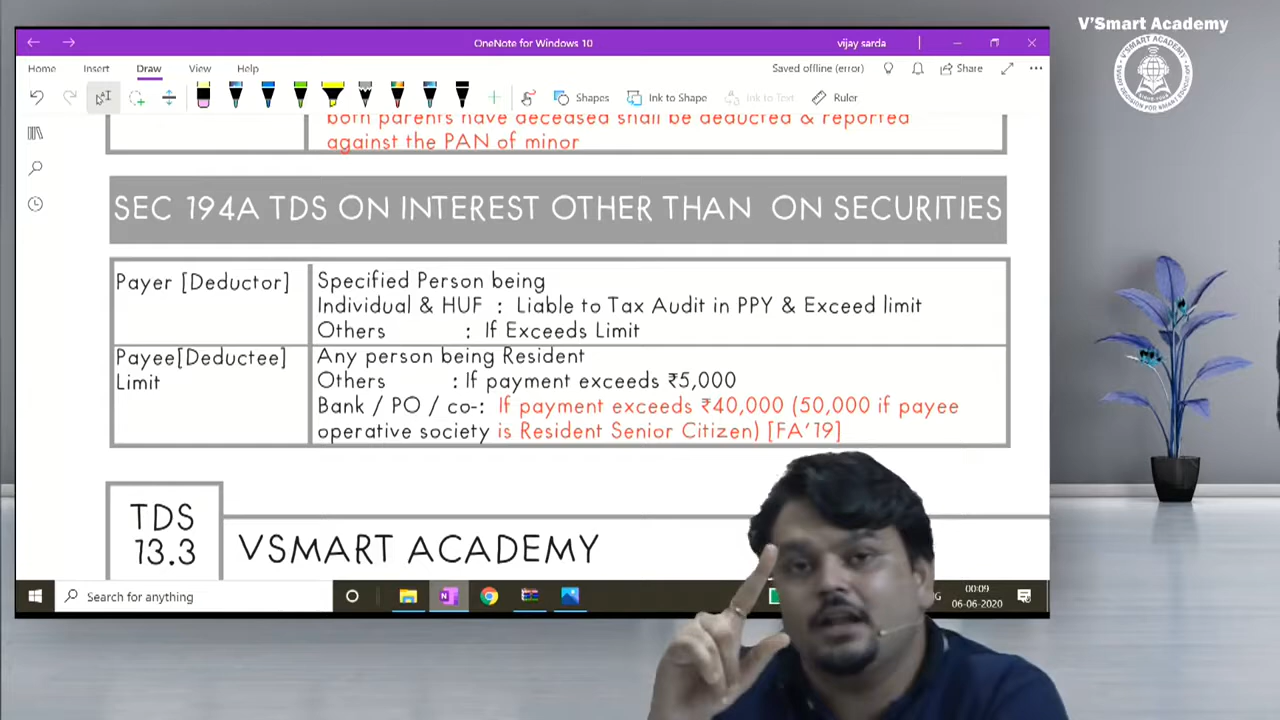 V'Smart Academy
OneNote for Windows 10
vijay sarda
Home Insert Draw View Help
Saved offline (error)
Share
Shapes
Ink to Shape
Ink to Text
Ruler
both parents have deceased shall be deducted & reported
against the PAN of minor
SEC 194A TDS ON INTEREST OTHER THAN ON SECURITIES
Payer [Deductor]
Specified Person being
Individual & HUF : Liable to Tax Audit in PPY & Exceed limit
Others : If Exceeds Limit
Payee[Deductee]
Limit
Any person being Resident
Others : If payment exceeds ₹5,000
Bank / PO / co-: If payment exceeds ₹40,000 (50,000 if payee
operative society is Resident Senior Citizen) [FA'19]
TDS
13.3
VSMART ACADEMY
Search for anything
00:09
06-06-2020